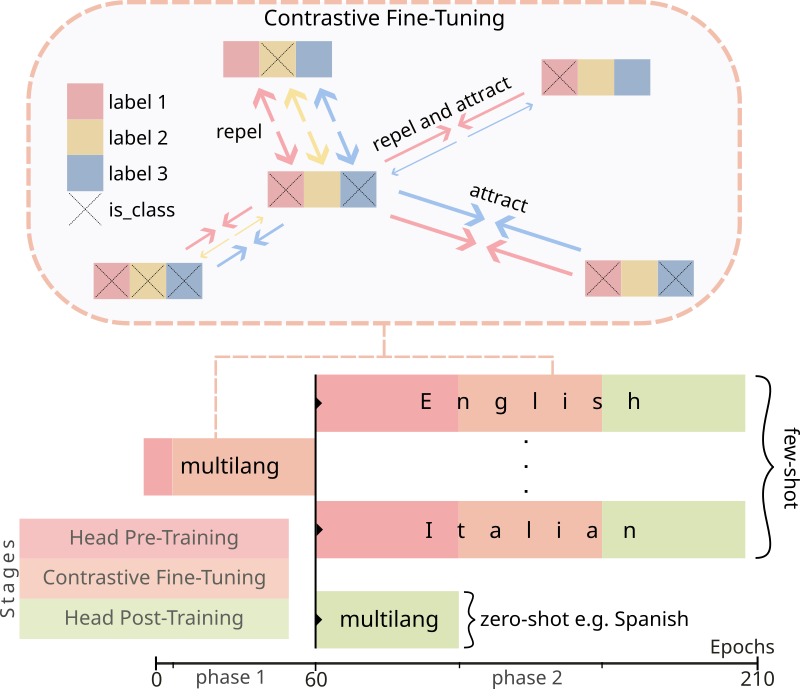 Contrastive Fine-Tuning
label 1
label 2
label 3
is_class
repel
repel and attract
attract
English
multilang
Italian
few-shot
Stages
Head Pre-Training
Contrastive Fine-Tuning
Head Post-Training
multilang
zero-shot e.g. Spanish
Epochs
0
phase 1
60
phase 2
210